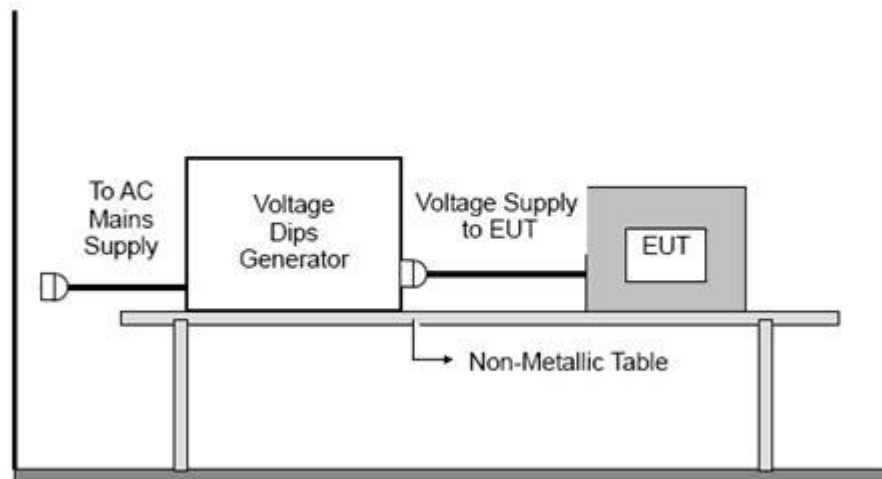 To AC
Mains
Supply
Voltage
Dips
Generator
Voltage Supply
to EUT
EUT
Non-Metallic Table